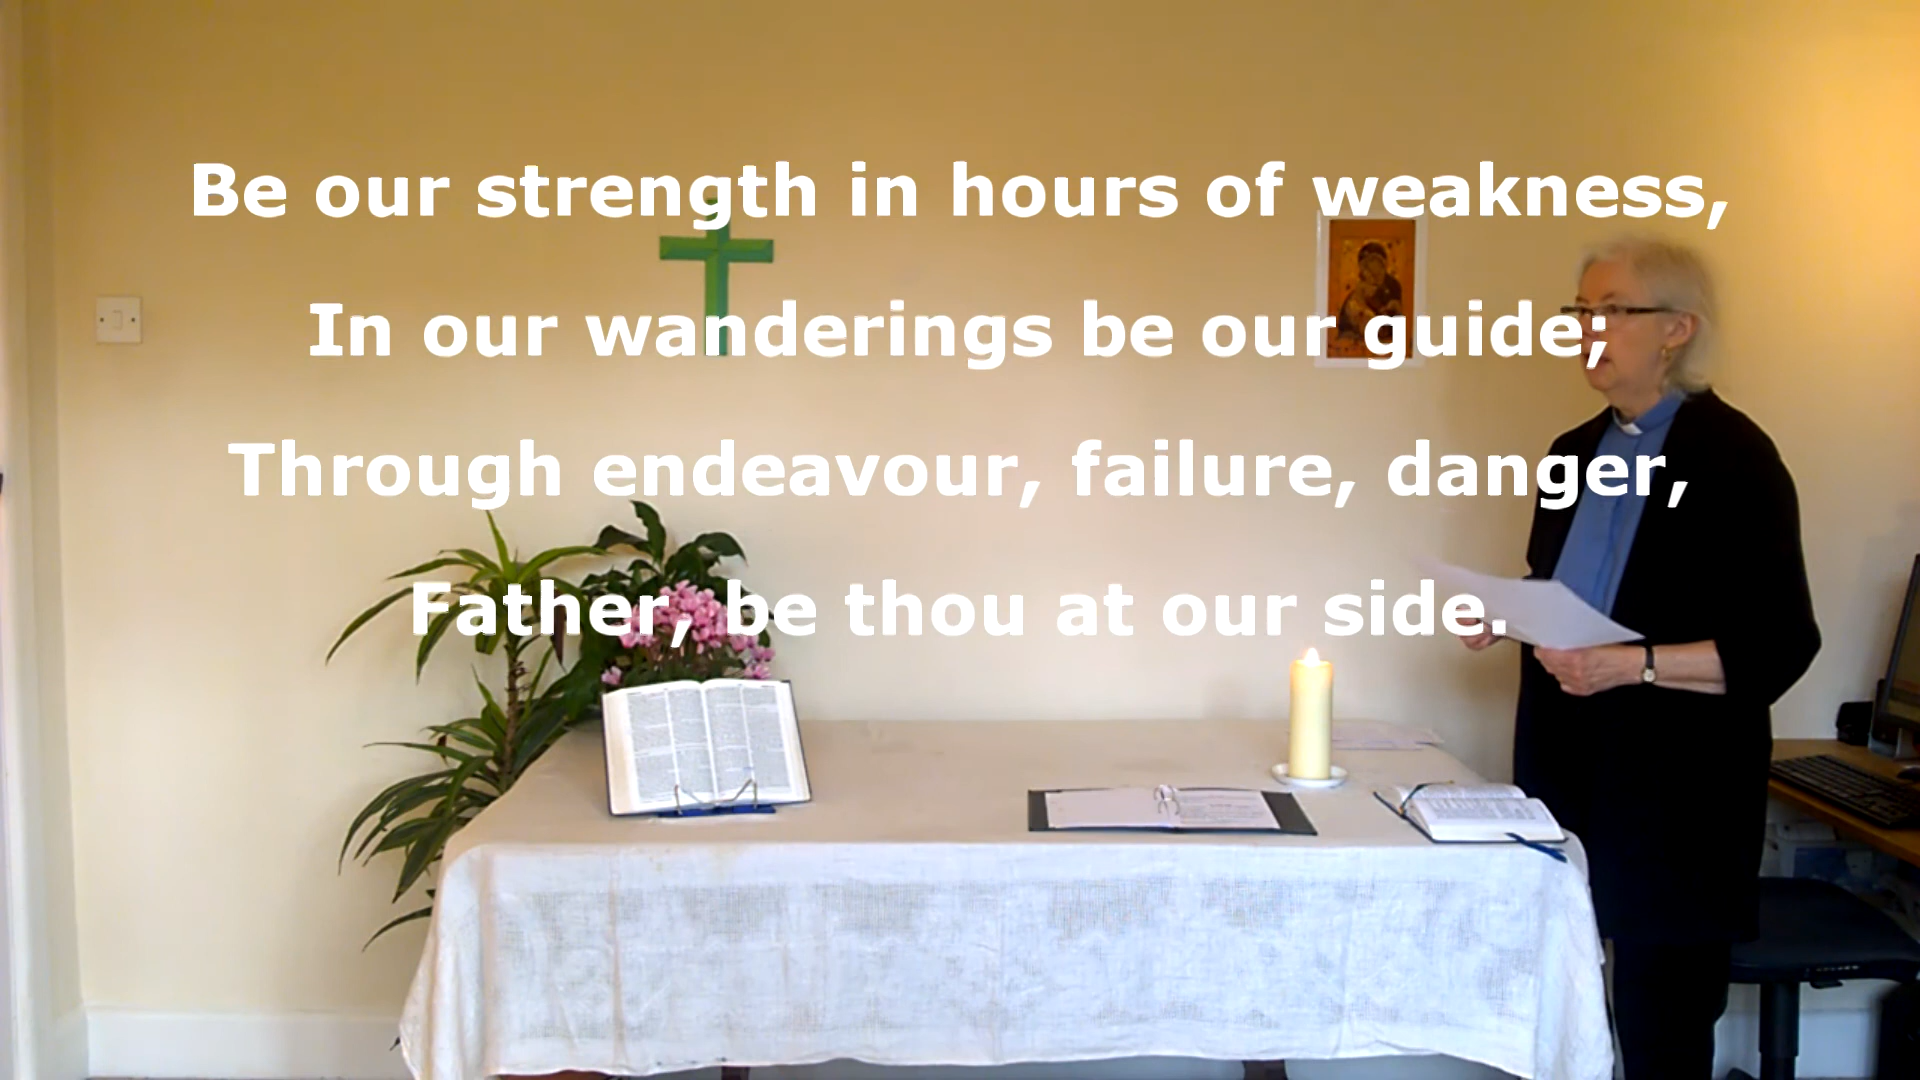 Be our strength in hours of weakness,
In our wanderings be our guide;
Through endeavour, failure, danger,
Father, be thou at our side.